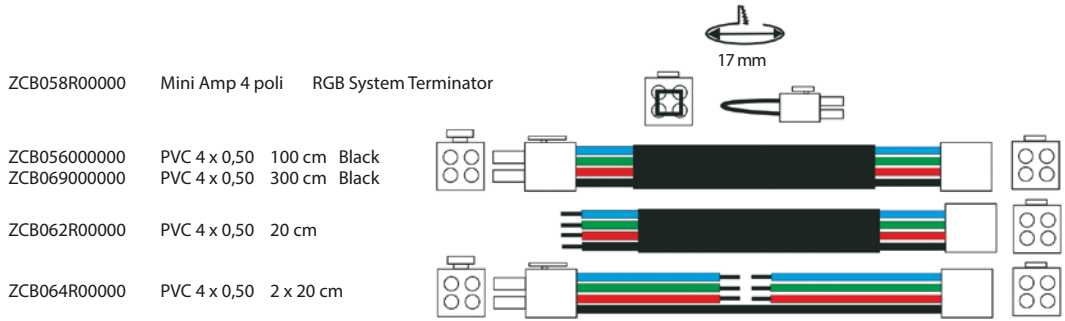 17 mm
ZCB058R00000 Mini Amp 4 poli RGB System Terminator
ZCB056000000 PVC 4 x 0,50 100 cm Black
ZCB069000000 PVC 4 x 0,50 300 cm Black
ZCB062R00000 PVC 4 x 0,50 20 cm
ZCB064R00000 PVC 4 x 0,50 2 x 20 cm